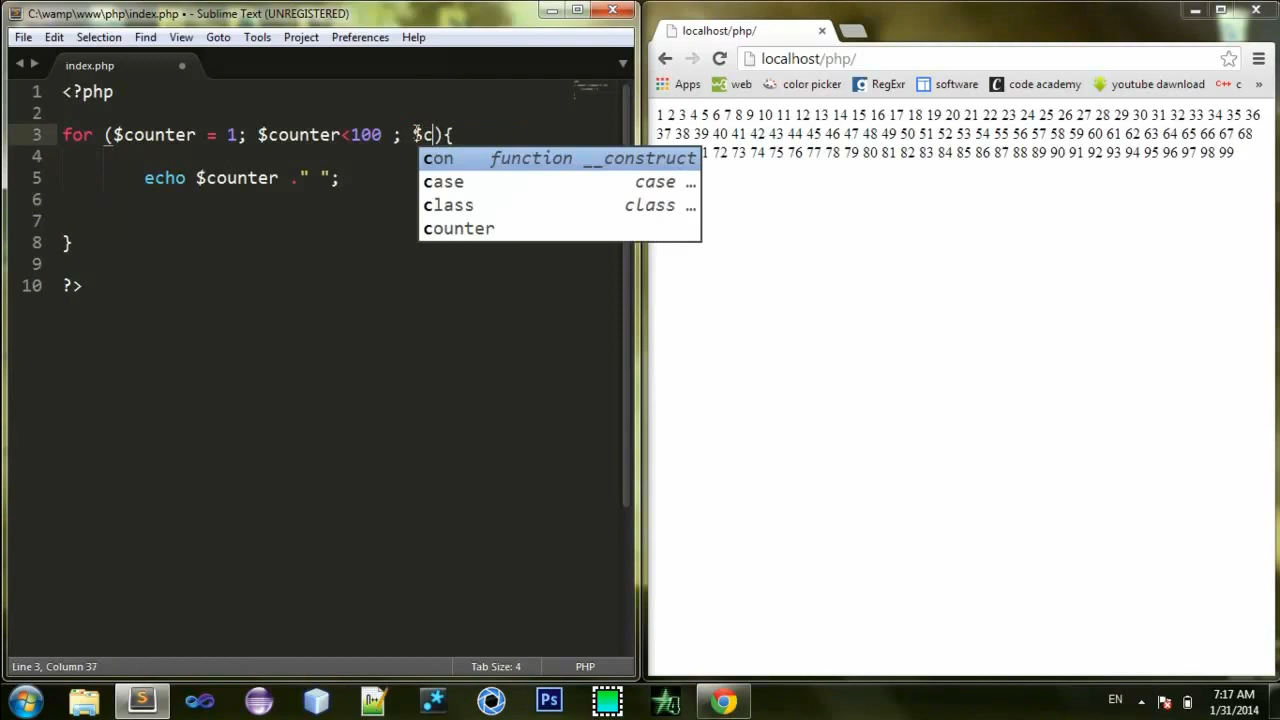 C:\wamp\www\php\index.php • - Sublime Text (UNREGISTERED)
File Edit Selection Find View Goto Tools Project Preferences Help
index.php
1 <?php
2
3 for ($counter = 1; $counter<100 ; $c){
4
5 echo $counter ." ";
6
7
8 }
9
10 ?>
con function __construct
case case …
class class …
counter
Line 3, Column 37 Tab Size: 4 PHP
localhost/php/
localhost/php/
Apps web color picker RegExr software code academy youtube dawnload C++ c »
1 2 3 4 5 6 7 8 9 10 11 12 13 14 15 16 17 18 19 20 21 22 23 24 25 26 27 28 29 30 31 32 33 34 35 36
37 38 39 40 41 42 43 44 45 46 47 48 49 50 51 52 53 54 55 56 57 58 59 60 61 62 63 64 65 66 67 68
1 72 73 74 75 76 77 78 79 80 81 82 83 84 85 86 87 88 89 90 91 92 93 94 95 96 97 98 99
Ps
EN 7:17 AM
1/31/2014